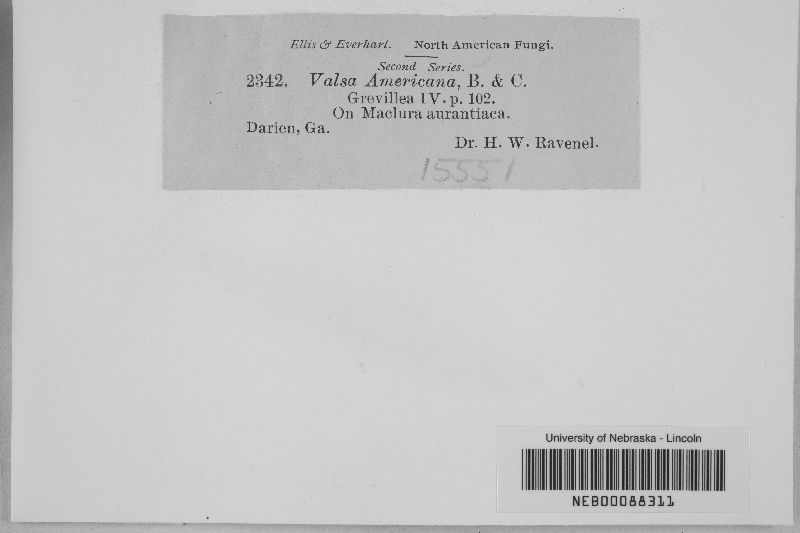 Ellis & Everhart. North American Fungi.
Second Series.
2342. Valsa Americana, B. & C.
Grevillea IV. p. 102.
On Maclura aurantiaca.
Darien, Ga.
Dr. H. W. Ravenel.
15551
University of Nebraska - Lincoln
NEB00088311